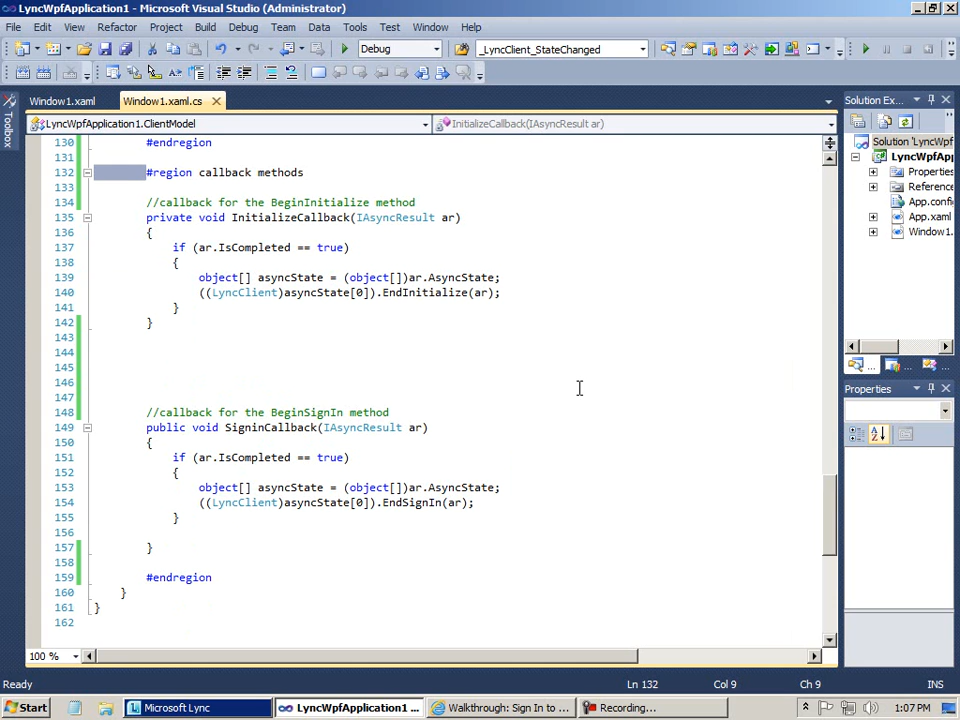 LyncWpfApplication1 - Microsoft Visual Studio (Administrator)
File Edit View Refactor Project Build Debug Team Data Tools Test Window Help
Debug _LyncClient_StateChanged
Window1.xaml Window1.xaml.cs
Toolbox
LyncWpfApplication1.ClientModel InitializeCallback(IAsyncResult ar)
130 #endregion
131
132 #region callback methods
133
134 //callback for the BeginInitialize method
135 private void InitializeCallback(IAsyncResult ar)
136 {
137 if (ar.IsCompleted == true)
138 {
139 object[] asyncState = (object[])ar.AsyncState;
140 ((LyncClient)asyncState[0]).EndInitialize(ar);
141 }
142 }
143
144
145
146
147
148 //callback for the BeginSignIn method
149 public void SigninCallback(IAsyncResult ar)
150 {
151 if (ar.IsCompleted == true)
152 {
153 object[] asyncState = (object[])ar.AsyncState;
154 ((LyncClient)asyncState[0]).EndSignIn(ar);
155 }
156
157 }
158
159 #endregion
160 }
161 }
162
100 %
Solution Ex...
Solution 'LyncWpf
LyncWpfAp
Properties
Reference
App.config
App.xaml
Window1.
Properties
Ready Ln 132 Col 9 Ch 9 INS
Start Microsoft Lync LyncWpfApplication1 ... Walkthrough: Sign In to ... Recording... 1:07 PM